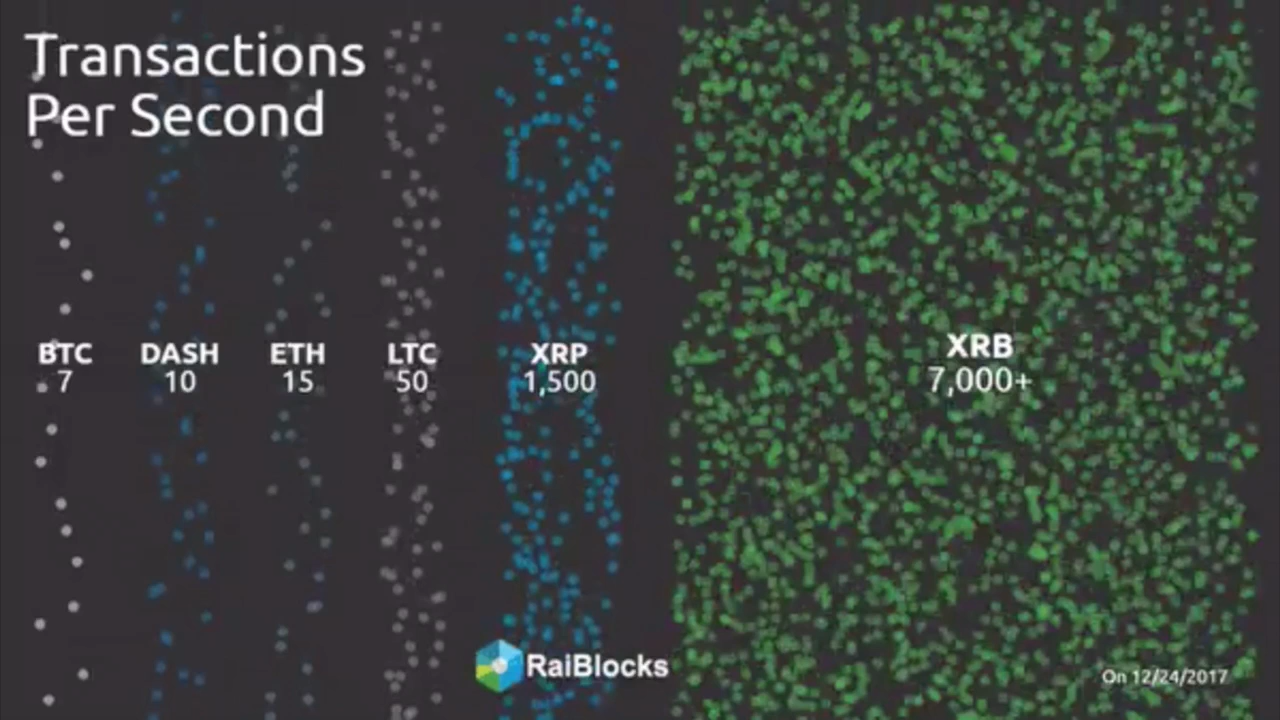 Transactions
Per Second
BTC
7
DASH
10
ETH
15
LTC
50
XRP
1,500
XRB
7,000+
RaiBlocks
On 12/24/2017